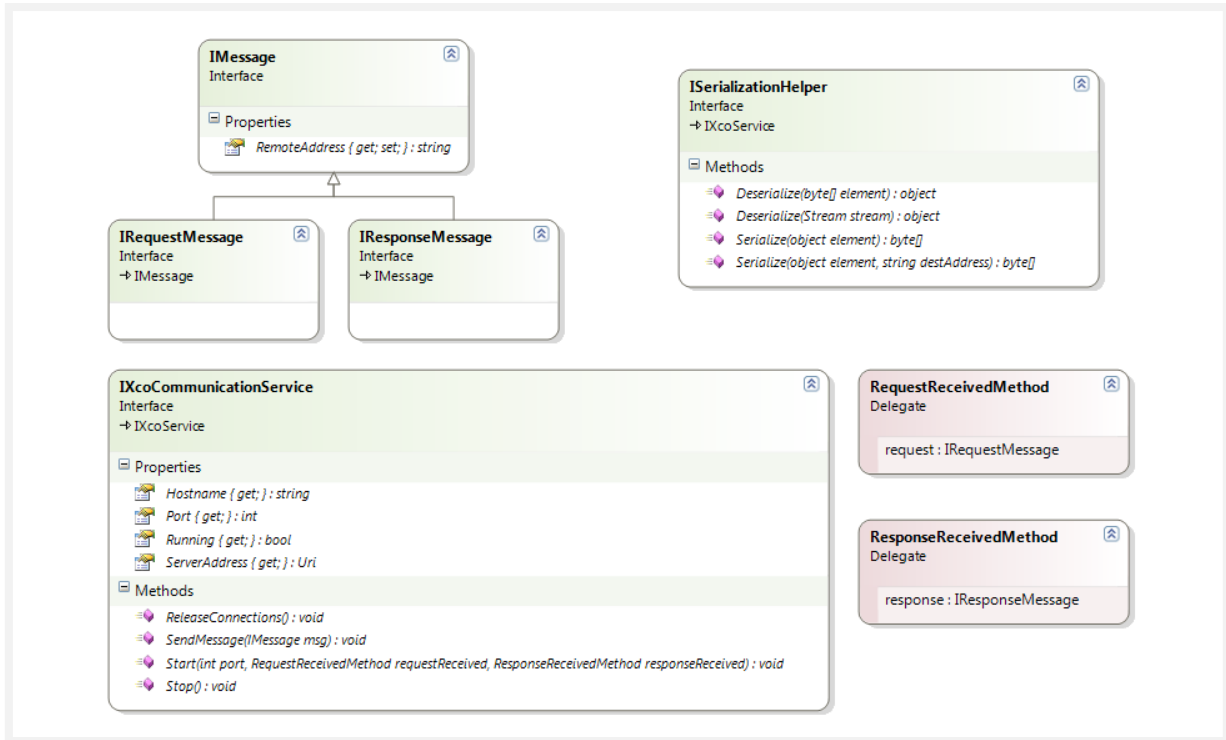 IMessage
Interface
Properties
RemoteAddress { get; set; } : string
ISerializationHelper
Interface
IXcoService
Methods
Deserialize(byte[] element) : object
Deserialize(Stream stream) : object
Serialize(object element) : byte[]
Serialize(object element, string destAddress) : byte[]
IRequestMessage
Interface
IMessage
IResponseMessage
Interface
IMessage
IXcoCommunicationService
Interface
IXcoService
Properties
Hostname { get; } : string
Port { get; } : int
Running { get; } : bool
ServerAddress { get; } : Uri
Methods
ReleaseConnections() : void
SendMessage(IMessage msg) : void
Start(int port, RequestReceivedMethod requestReceived, ResponseReceivedMethod responseReceived) : void
Stop() : void
RequestReceivedMethod
Delegate
request : IRequestMessage
ResponseReceivedMethod
Delegate
response : IResponseMessage